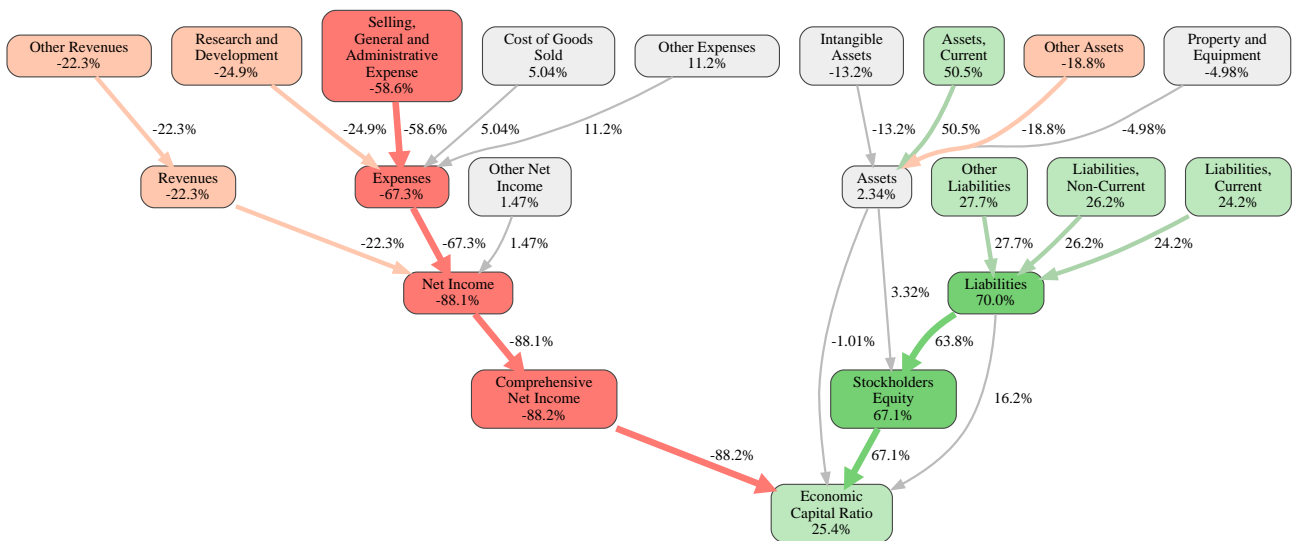 Other Revenues
-22.3%
Research and
Development
-24.9%
Selling,
General and
Administrative
Expense
-58.6%
Cost of Goods
Sold
5.04%
Other Expenses
11.2%
Intangible
Assets
-13.2%
Assets,
Current
50.5%
Other Assets
-18.8%
Property and
Equipment
-4.98%
-22.3%
-24.9%
-58.6%
5.04%
11.2%
-13.2%
50.5%
-18.8%
-4.98%
Revenues
-22.3%
Expenses
-67.3%
Other Net
Income
1.47%
Assets
2.34%
Other
Liabilities
27.7%
Liabilities,
Non-Current
26.2%
Liabilities,
Current
24.2%
-22.3%
-67.3%
1.47%
27.7%
26.2%
24.2%
Net Income
-88.1%
3.32%
Liabilities
70.0%
-88.1%
-1.01%
63.8%
Comprehensive
Net Income
-88.2%
Stockholders
Equity
67.1%
16.2%
-88.2%
67.1%
Economic
Capital Ratio
25.4%